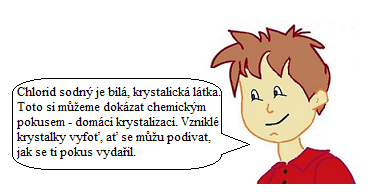 Chlorid sodný je bílá, krystalická látka.
Toto si můžeme dokázat chemickým
pokusem - domácí krystalizací. Vzniklé
krystalky vyfoť, ať se můžu podívat,
jak se ti pokus vydařil.